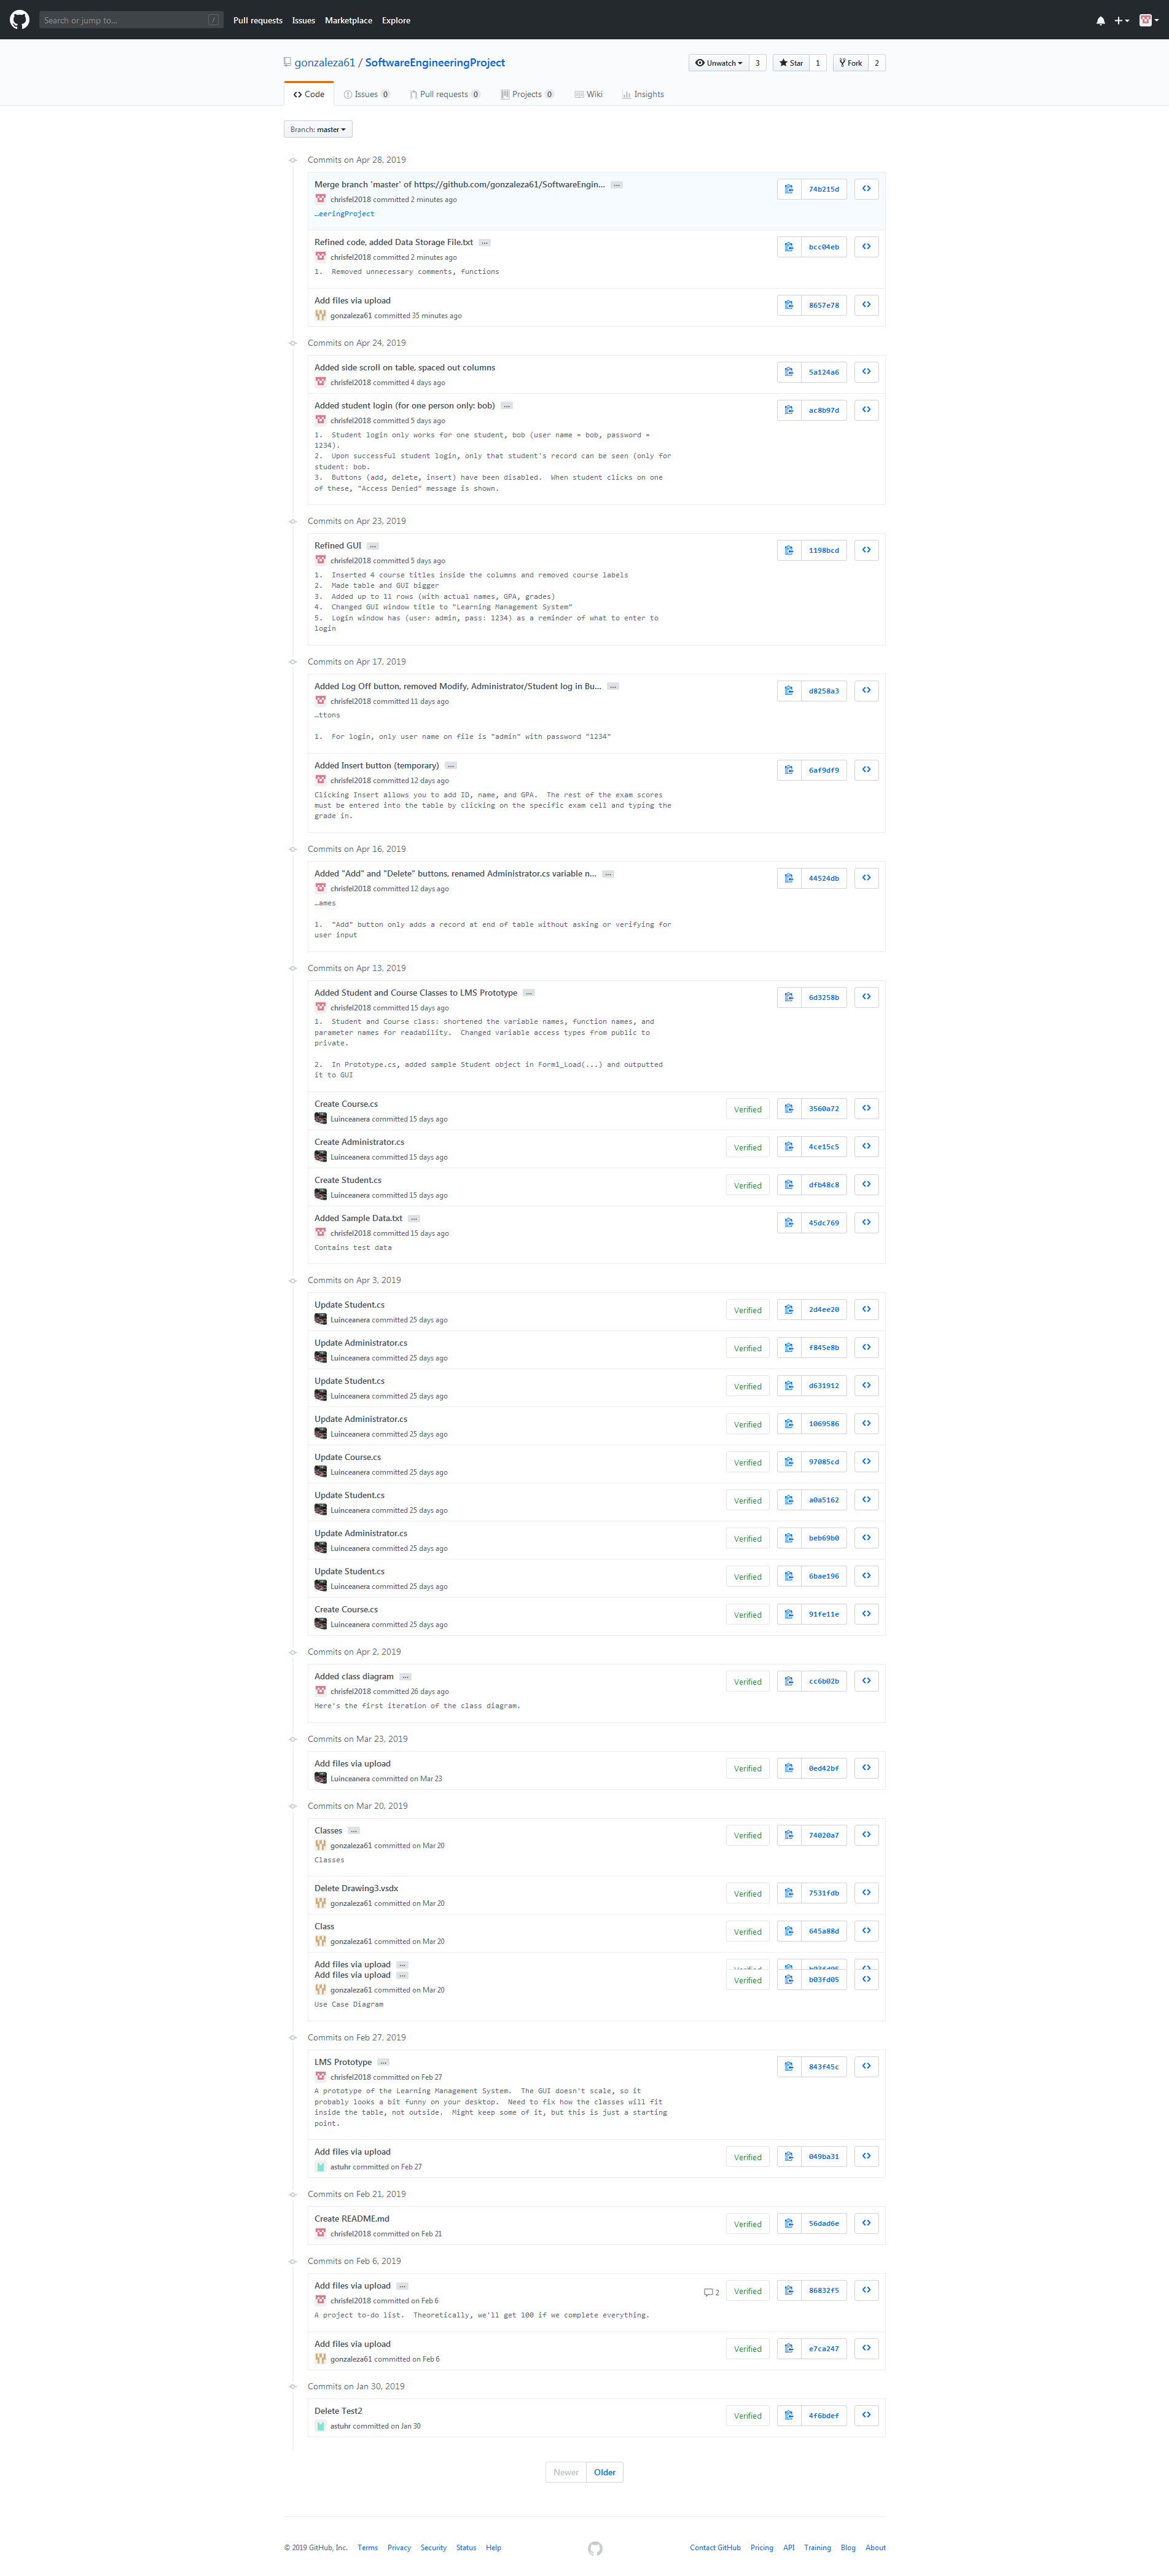 Search or jump to...
/
Pull requests Issues Marketplace Explore
gonzaleza61 / SoftwareEngineeringProject
Unwatch 3 Star 1 Fork 2
Code Issues 0 Pull requests 0 Projects 0 Wiki Insights
Branch: master
Commits on Apr 28, 2019
Merge branch 'master' of https://github.com/gonzaleza61/SoftwareEngin... …
74b215d
chrisfel2018 committed 2 minutes ago
…eeringProject
Refined code, added Data Storage File.txt …
bcc04eb
chrisfel2018 committed 2 minutes ago
1. Removed unnecessary comments, functions
Add files via upload
8657e78
gonzaleza61 committed 35 minutes ago
Commits on Apr 24, 2019
Added side scroll on table, spaced out columns
5a124a6
chrisfel2018 committed 4 days ago
Added student login (for one person only: bob) …
ac8b97d
chrisfel2018 committed 5 days ago
1. Student login only works for one student, bob (user name = bob, password =
1234).
2. Upon successful student login, only that student's record can be seen (only for
student: bob.
3. Buttons (add, delete, insert) have been disabled. When student clicks on one
of these, "Access Denied" message is shown.
Commits on Apr 23, 2019
Refined GUI …
1198bcd
chrisfel2018 committed 5 days ago
1. Inserted 4 course titles inside the columns and removed course labels
2. Made table and GUI bigger
3. Added up to 11 rows (with actual names, GPA, grades)
4. Changed GUI window title to "Learning Management System"
5. Login window has (user: admin, pass: 1234) as a reminder of what to enter to
login
Commits on Apr 17, 2019
Added Log Off button, removed Modify, Administrator/Student log in Bu... …
d8258a3
chrisfel2018 committed 11 days ago
…ttons
1. For login, only user name on file is "admin" with password "1234"
Added Insert button (temporary) …
6af9df9
chrisfel2018 committed 12 days ago
Clicking Insert allows you to add ID, name, and GPA. The rest of the exam scores
must be entered into the table by clicking on the specific exam cell and typing the
grade in.
Commits on Apr 16, 2019
Added "Add" and "Delete" buttons, renamed Administrator.cs variable n... …
44524db
chrisfel2018 committed 12 days ago
…ames
1. "Add" button only adds a record at end of table without asking or verifying for
user input
Commits on Apr 13, 2019
Added Student and Course Classes to LMS Prototype …
6d3258b
chrisfel2018 committed 15 days ago
1. Student and Course class: shortened the variable names, function names, and
parameter names for readability. Changed variable access types from public to
private.
2. In Prototype.cs, added sample Student object in Form1_Load(...) and outputted
it to GUI
Create Course.cs
Verified 3560a72
Luinceanera committed 15 days ago
Create Administrator.cs
Verified 4ce15c5
Luinceanera committed 15 days ago
Create Student.cs
Verified dfb48c8
Luinceanera committed 15 days ago
Added Sample Data.txt …
45dc769
chrisfel2018 committed 15 days ago
Contains test data
Commits on Apr 3, 2019
Update Student.cs
Verified 2d4ee20
Luinceanera committed 25 days ago
Update Administrator.cs
Verified f845e8b
Luinceanera committed 25 days ago
Update Student.cs
Verified d631912
Luinceanera committed 25 days ago
Update Administrator.cs
Verified 1069586
Luinceanera committed 25 days ago
Update Course.cs
Verified 97085cd
Luinceanera committed 25 days ago
Update Student.cs
Verified a0a5162
Luinceanera committed 25 days ago
Update Administrator.cs
Verified beb69b0
Luinceanera committed 25 days ago
Update Student.cs
Verified 6bae196
Luinceanera committed 25 days ago
Create Course.cs
Verified 91fe11e
Luinceanera committed 25 days ago
Commits on Apr 2, 2019
Added class diagram …
Verified cc6b02b
chrisfel2018 committed 26 days ago
Here's the first iteration of the class diagram.
Commits on Mar 23, 2019
Add files via upload
Verified 0ed42bf
Luinceanera committed on Mar 23
Commits on Mar 20, 2019
Classes …
Verified 74020a7
gonzaleza61 committed on Mar 20
Classes
Delete Drawing3.vsdx
Verified 7531fdb
gonzaleza61 committed on Mar 20
Class
Verified 645a88d
gonzaleza61 committed on Mar 20
Add files via upload …
Verified b03fd05
Add files via upload …
Verified b03fd05
gonzaleza61 committed on Mar 20
Use Case Diagram
Commits on Feb 27, 2019
LMS Prototype …
843f45c
chrisfel2018 committed on Feb 27
A prototype of the Learning Management System. The GUI doesn't scale, so it
probably looks a bit funny on your desktop. Need to fix how the classes will fit
inside the table, not outside. Might keep some of it, but this is just a starting
point.
Add files via upload
Verified 049ba31
astuhr committed on Feb 27
Commits on Feb 21, 2019
Create README.md
Verified 56dad6e
chrisfel2018 committed on Feb 21
Commits on Feb 6, 2019
Add files via upload …
2 Verified 86832f5
chrisfel2018 committed on Feb 6
A project to-do list. Theoretically, we'll get 100 if we complete everything.
Add files via upload
Verified e7ca247
gonzaleza61 committed on Feb 6
Commits on Jan 30, 2019
Delete Test2
Verified 4f6bdef
astuhr committed on Jan 30
Newer Older
© 2019 GitHub, Inc. Terms Privacy Security Status Help
Contact GitHub Pricing API Training Blog About